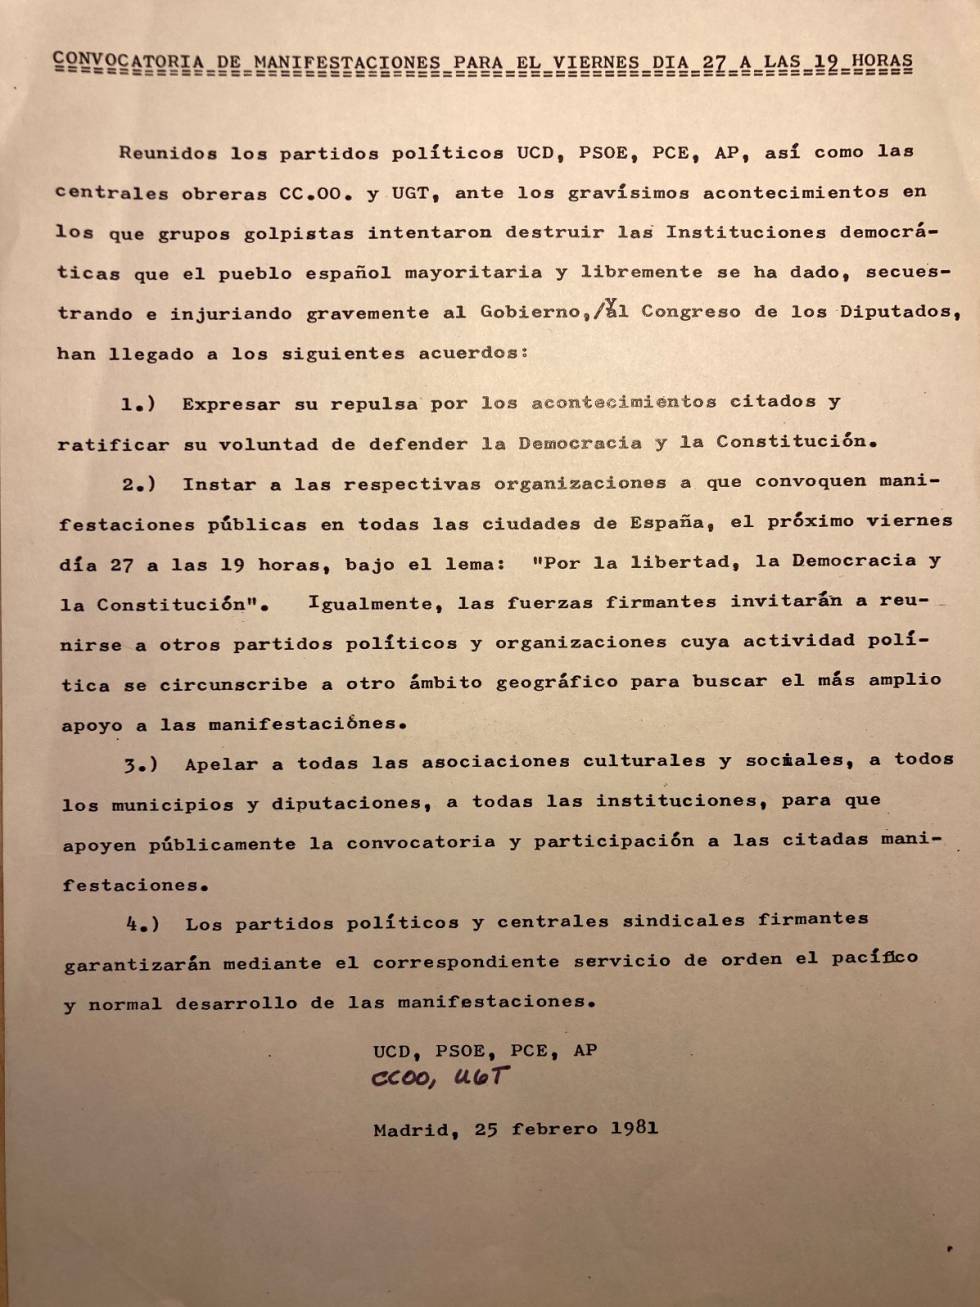 CONVOCATORIA DE MANIFESTACIONES PARA EL VIERNES DIA 27 A LAS 19 HORAS
Reunidos los partidos políticos UCD, PSOE, PCE, AP, así como las
centrales obreras CC.OO. y UGT, ante los gravísimos acontecimientos en
los que grupos golpistas intentaron destruir las Instituciones democrá-
ticas que el pueblo español mayoritaria y libremente se ha dado, secues-
trando e injuriando gravemente al Gobierno,/y al Congreso de los Diputados,
han llegado a los siguientes acuerdos:
1.) Expresar su repulsa por los acontecimientos citados y
ratificar su voluntad de defender la Democracia y la Constitución.
2.) Instar a las respectivas organizaciones a que convoquen mani-
festaciones públicas en todas las ciudades de España, el próximo viernes
día 27 a las 19 horas, bajo el lema: "Por la libertad, la Democracia y
la Constitución". Igualmente, las fuerzas firmantes invitarán a reu-
nirse a otros partidos políticos y organizaciones cuya actividad polí-
tica se circunscribe a otro ámbito geográfico para buscar el más amplio
apoyo a las manifestaciónes.
3.) Apelar a todas las asociaciones culturales y sociales, a todos
los municipios y diputaciones, a todas las instituciones, para que
apoyen públicamente la convocatoria y participación a las citadas mani-
festaciones.
4.) Los partidos políticos y centrales sindicales firmantes
garantizarán mediante el correspondiente servicio de orden el pacífico
y normal desarrollo de las manifestaciones.
UCD, PSOE, PCE, AP
CCOO, UGT
Madrid, 25 febrero 1981